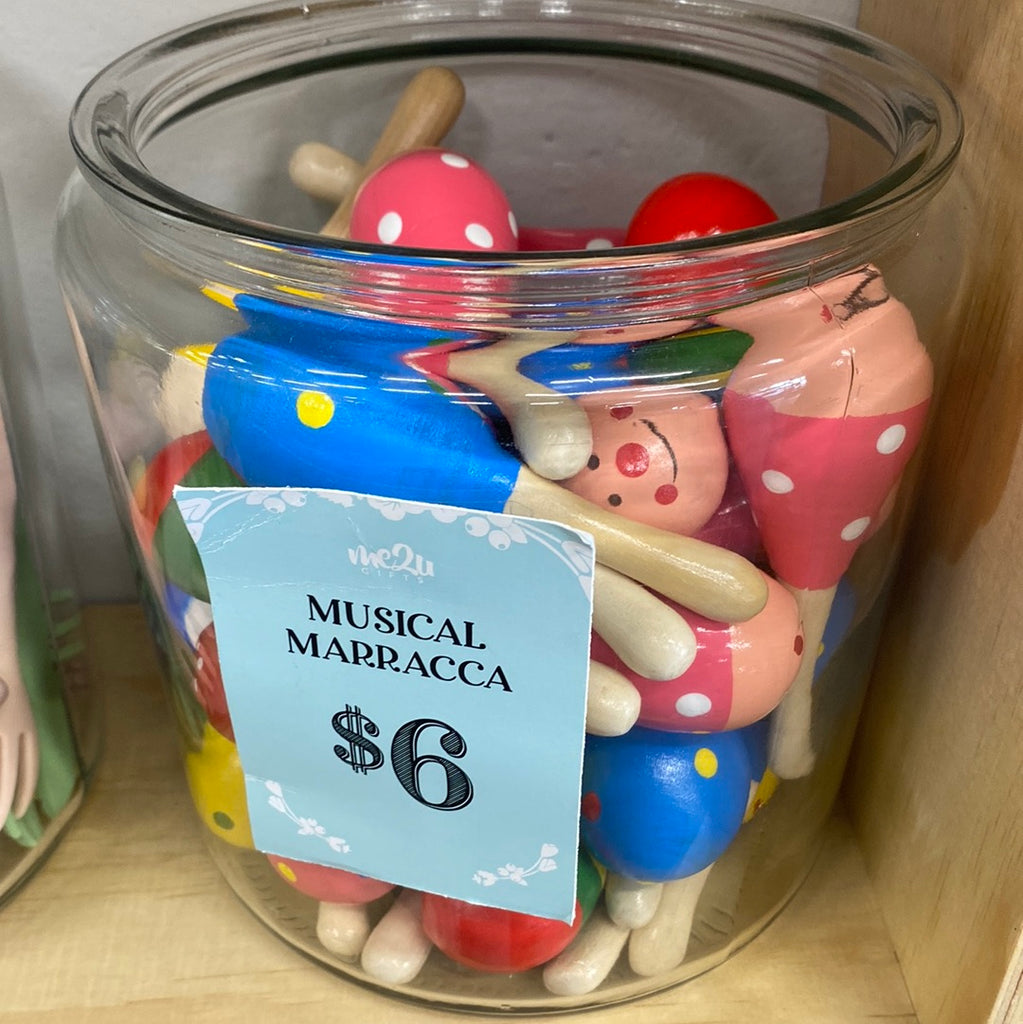 me2u
GIFTS
MUSICAL
MARRACCA
$6